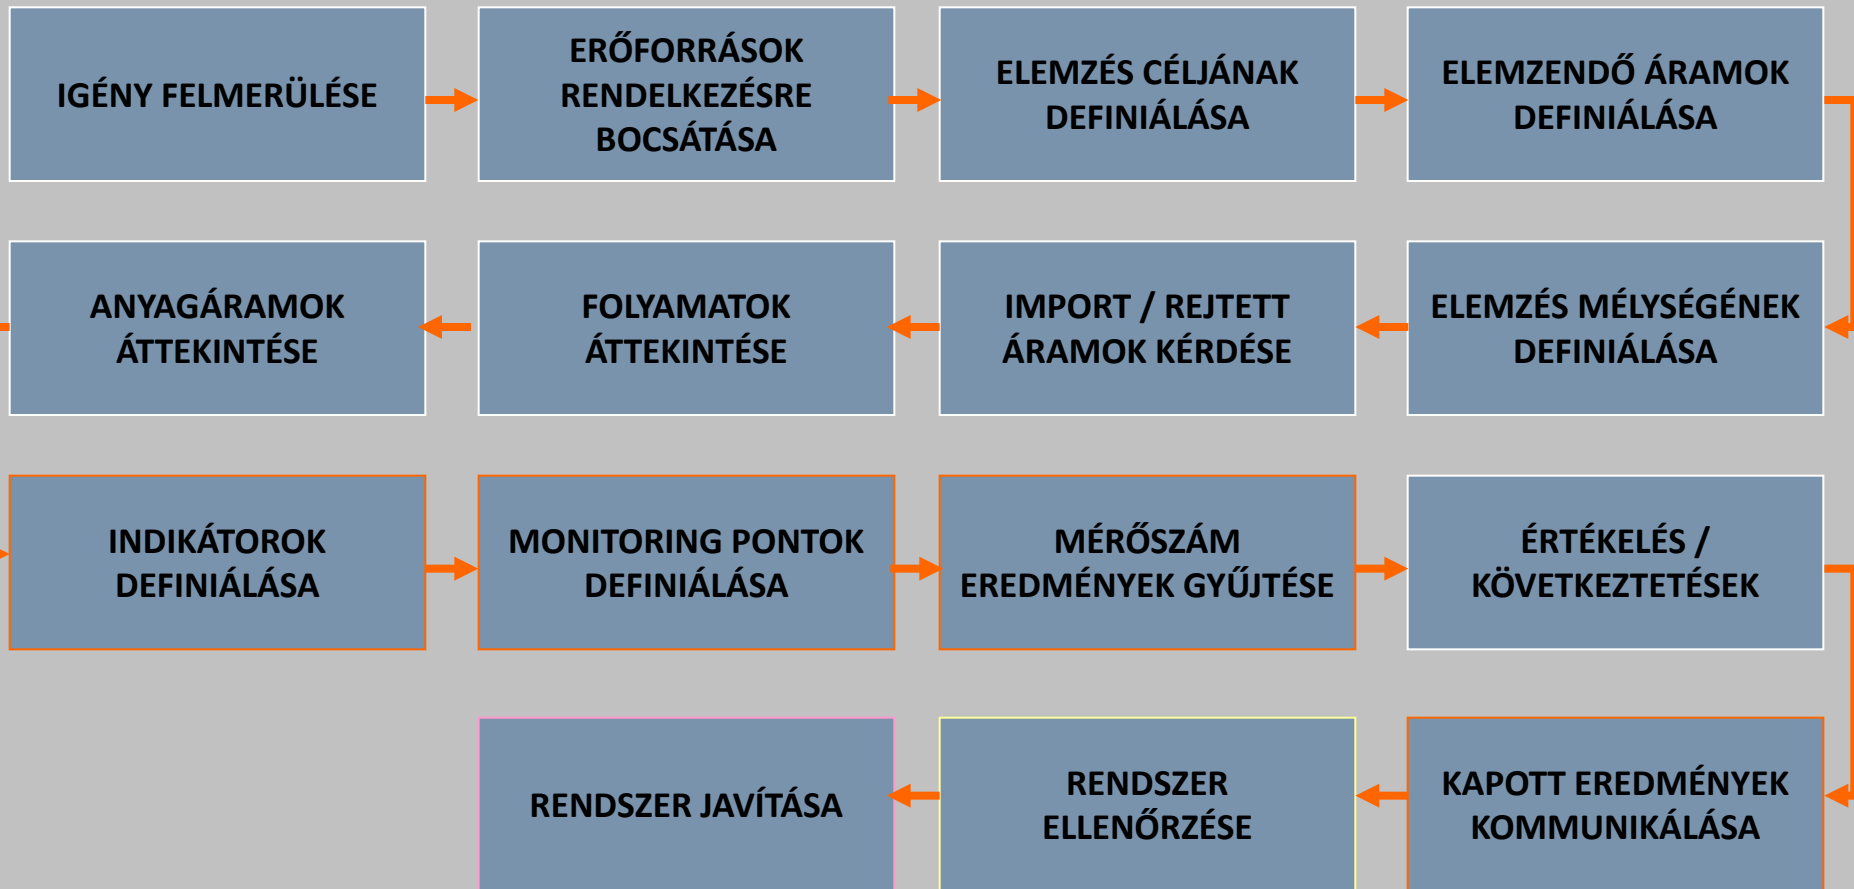 IGÉNY FELMERÜLÉSE
ERŐFORRÁSOK
RENDELKEZÉSRE
BOCSÁTÁSA
ELEMZÉS CÉLJÁNAK
DEFINIÁLÁSA
ELEMZENDŐ ÁRAMOK
DEFINIÁLÁSA
ELEMZÉS MÉLYSÉGÉNEK
DEFINIÁLÁSA
IMPORT / REJTETT
ÁRAMOK KÉRDÉSE
FOLYAMATOK
ÁTTEKINTÉSE
ANYAGÁRAMOK
ÁTTEKINTÉSE
INDIKÁTOROK
DEFINIÁLÁSA
MONITORING PONTOK
DEFINIÁLÁSA
MÉRŐSZÁM
EREDMÉNYEK GYŰJTÉSE
ÉRTÉKELÉS /
KÖVETKEZTETÉSEK
KAPOTT EREDMÉNYEK
KOMMUNIKÁLÁSA
RENDSZER
ELLENŐRZÉSE
RENDSZER JAVÍTÁSA